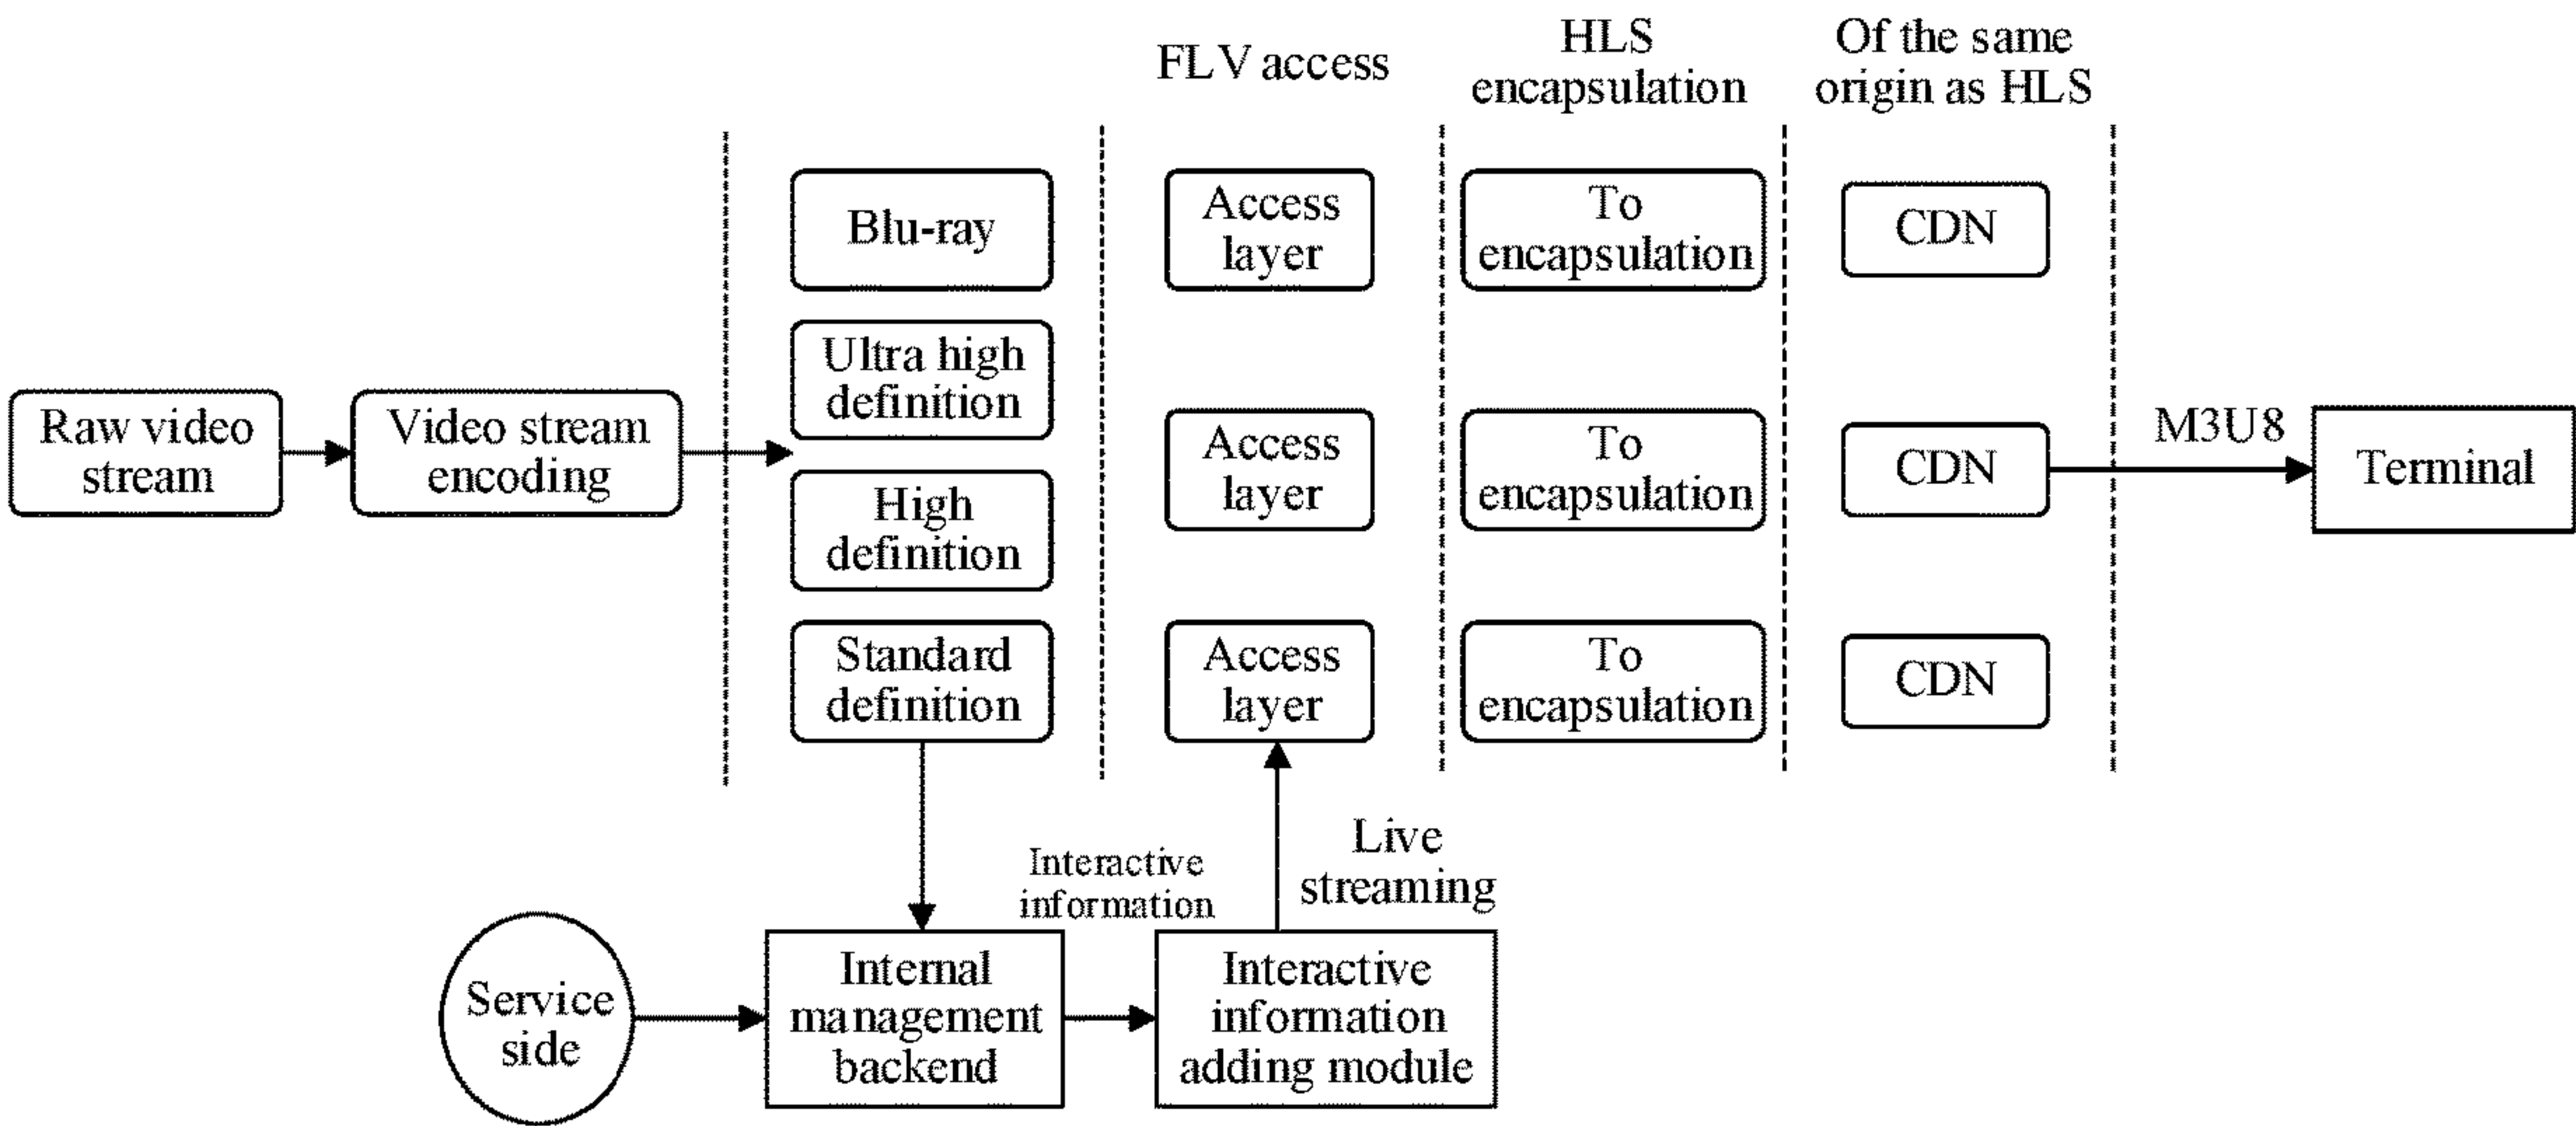 FLV access
HLS
encapsulation
Of the same
origin as HLS
Blu-ray
Access
layer
To
encapsulation
CDN
Ultra high
definition
Raw video
stream
Video stream
encoding
High
definition
Access
layer
To
encapsulation
CDN
M3U8
Terminal
Standard
definition
Access
layer
To
encapsulation
CDN
Interactive
information
Live
streaming
Service
side
Internal
management
backend
Interactive
information
adding module